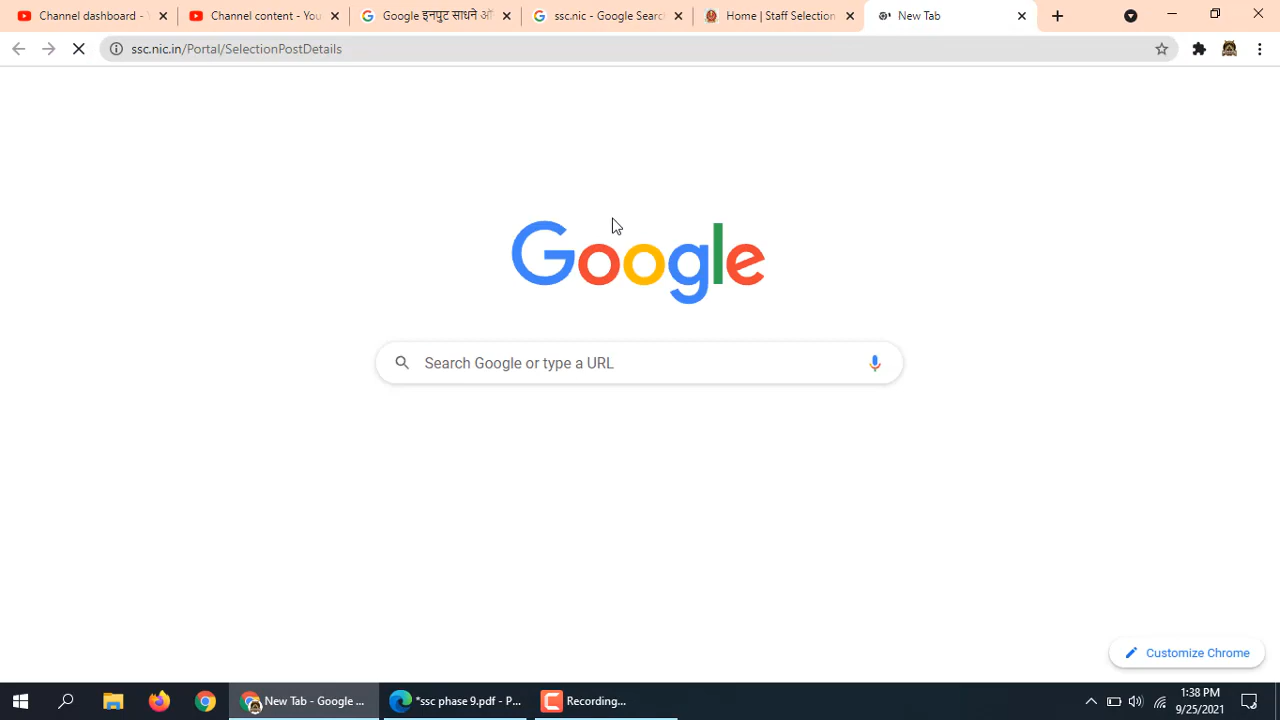 Channel dashboard -
Channel content - You
Google इनपुट साधने ऑ
ssc.nic - Google Searc
Home | Staff Selection
New Tab
ssc.nic.in/Portal/SelectionPostDetails
Google
Search Google or type a URL
Customize Chrome
New Tab - Google ...
*ssc phase 9.pdf - P...
Recording...
1:38 PM
9/25/2021